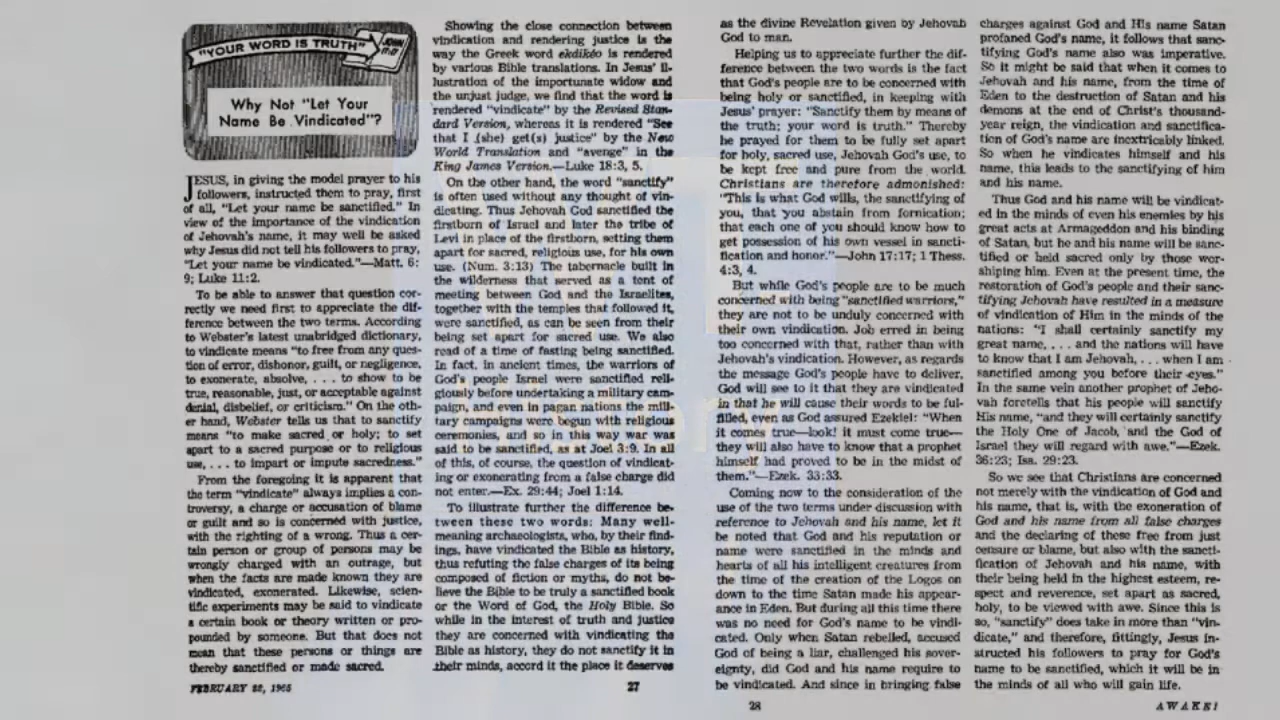 "YOUR WORD IS TRUTH"
JOHN 17:17
Why Not "Let Your
Name Be Vindicated"?
JESUS, in giving the model prayer to his
followers, instructed them to pray, first
of all, "Let your name be sanctified." In
view of the importance of the vindication
of Jehovah's name, it may well be asked
why Jesus did not tell his followers to pray,
"Let your name be vindicated."—Matt. 6:
9; Luke 11:2.
To be able to answer that question cor-
rectly we need first to appreciate the dif-
ference between the two terms. According
to Webster's latest unabridged dictionary,
to vindicate means "to free from any ques-
tion of error, dishonor, guilt, or negligence,
to exonerate, absolve, . . . to show to be
true, reasonable, just, or acceptable against
denial, disbelief, or criticism." On the oth-
er hand, Webster tells us that to sanctify
means "to make sacred or holy; to set
apart to a sacred purpose or to religious
use, . . . to impart or impute sacredness."
From the foregoing it is apparent that
the term "vindicate" always implies a con-
troversy, a charge or accusation of blame
or guilt and so is concerned with justice,
with the righting of a wrong. Thus a cer-
tain person or group of persons may be
wrongly charged with an outrage, but
when the facts are made known they are
vindicated, exonerated. Likewise, scien-
tific experiments may be said to vindicate
a certain book or theory written or pro-
pounded by someone. But that does not
mean that these persons or things are
thereby sanctified or made sacred.
FEBRUARY 22, 1965
Showing the close connection between
vindication and rendering justice is the
way the Greek word ekdikéo is rendered
by various Bible translations. In Jesus' il-
lustration of the importunate widow and
the unjust judge, we find that the word is
rendered "vindicate" by the Revised Stan-
dard Version, whereas it is rendered "See
that I (she) get(s) justice" by the New
World Translation and "avenge" in the
King James Version.—Luke 18:3, 5.
On the other hand, the word "sanctify"
is often used without any thought of vin-
dicating. Thus Jehovah God sanctified the
firstborn of Israel and later the tribe of
Levi in place of the firstborn, setting them
apart for sacred, religious use, for his own
use. (Num. 3:13) The tabernacle built in
the wilderness that served as a tent of
meeting between God and the Israelites,
together with the temples that followed it,
were sanctified, as can be seen from their
being set apart for sacred use. We also
read of a time of fasting being sanctified.
In fact, in ancient times, the warriors of
God's people Israel were sanctified reli-
giously before undertaking a military cam-
paign, and even in pagan nations the mili-
tary campaigns were begun with religious
ceremonies, and so in this way war was
said to be sanctified, as at Joel 3:9. In all
of this, of course, the question of vindicat-
ing or exonerating from a false charge did
not enter.—Ex. 29:44; Joel 1:14.
To illustrate further the difference be-
tween these two words: Many well-
meaning archaeologists, who, by their find-
ings, have vindicated the Bible as history,
thus refuting the false charges of its being
composed of fiction or myths, do not be-
lieve the Bible to be truly a sanctified book
or the Word of God, the Holy Bible. So
while in the interest of truth and justice
they are concerned with vindicating the
Bible as history, they do not sanctify it in
their minds, accord it the place it deserves
27
as the divine Revelation given by Jehovah
God to man.
Helping us to appreciate further the dif-
ference between the two words is the fact
that God's people are to be concerned with
being holy or sanctified, in keeping with
Jesus' prayer: "Sanctify them by means of
the truth; your word is truth." Thereby
he prayed for them to be fully set apart
for holy, sacred use, Jehovah God's use, to
be kept free and pure from the world.
Christians are therefore admonished:
"This is what God wills, the sanctifying of
you, that you abstain from fornication;
that each one of you should know how to
get possession of his own vessel in sancti-
fication and honor."—John 17:17; 1 Thess.
4:3, 4.
But while God's people are to be much
concerned with being "sanctified warriors,"
they are not to be unduly concerned with
their own vindication. Job erred in being
too concerned with that, rather than with
Jehovah's vindication. However, as regards
the message God's people have to deliver,
God will see to it that they are vindicated
in that he will cause their words to be ful-
filled, even as God assured Ezekiel: "When
it comes true—look! it must come true—
they will also have to know that a prophet
himself had proved to be in the midst of
them."—Ezek. 33:33.
Coming now to the consideration of the
use of the two terms under discussion with
reference to Jehovah and his name, let it
be noted that God and his reputation or
name were sanctified in the minds and
hearts of all his intelligent creatures from
the time of the creation of the Logos on
down to the time Satan made his appear-
ance in Eden. But during all this time there
was no need for God's name to be vindi-
cated. Only when Satan rebelled, accused
God of being a liar, challenged his sover-
eignty, did God and his name require to
be vindicated. And since in bringing false
28
charges against God and His name Satan
profaned God's name, it follows that sanc-
tifying God's name also was imperative.
So it might be said that when it comes to
Jehovah and his name, from the time of
Eden to the destruction of Satan and his
demons at the end of Christ's thousand-
year reign, the vindication and sanctifica-
tion of God's name are inextricably linked.
So when he vindicates himself and his
name, this leads to the sanctifying of him
and his name.
Thus God and his name will be vindicat-
ed in the minds of even his enemies by his
great acts at Armageddon and his binding
of Satan, but he and his name will be sanc-
tified or held sacred only by those wor-
shiping him. Even at the present time, the
restoration of God's people and their sanc-
tifying Jehovah have resulted in a measure
of vindication of Him in the minds of the
nations: "I shall certainly sanctify my
great name, . . . and the nations will have
to know that I am Jehovah, . . . when I am
sanctified among you before their eyes."
In the same vein another prophet of Jeho-
vah foretells that his people will sanctify
His name, "and they will certainly sanctify
the Holy One of Jacob, and the God of
Israel they will regard with awe."—Ezek.
36:23; Isa. 29:23.
So we see that Christians are concerned
not merely with the vindication of God and
his name, that is, with the exoneration of
God and his name from all false charges
and the declaring of these free from just
censure or blame, but also with the sancti-
fication of Jehovah and his name, with
their being held in the highest esteem, re-
spect and reverence, set apart as sacred,
holy, to be viewed with awe. Since this is
so, "sanctify" does take in more than "vin-
dicate," and therefore, fittingly, Jesus in-
structed his followers to pray for God's
name to be sanctified, which it will be in
the minds of all who will gain life.
AWAKE!